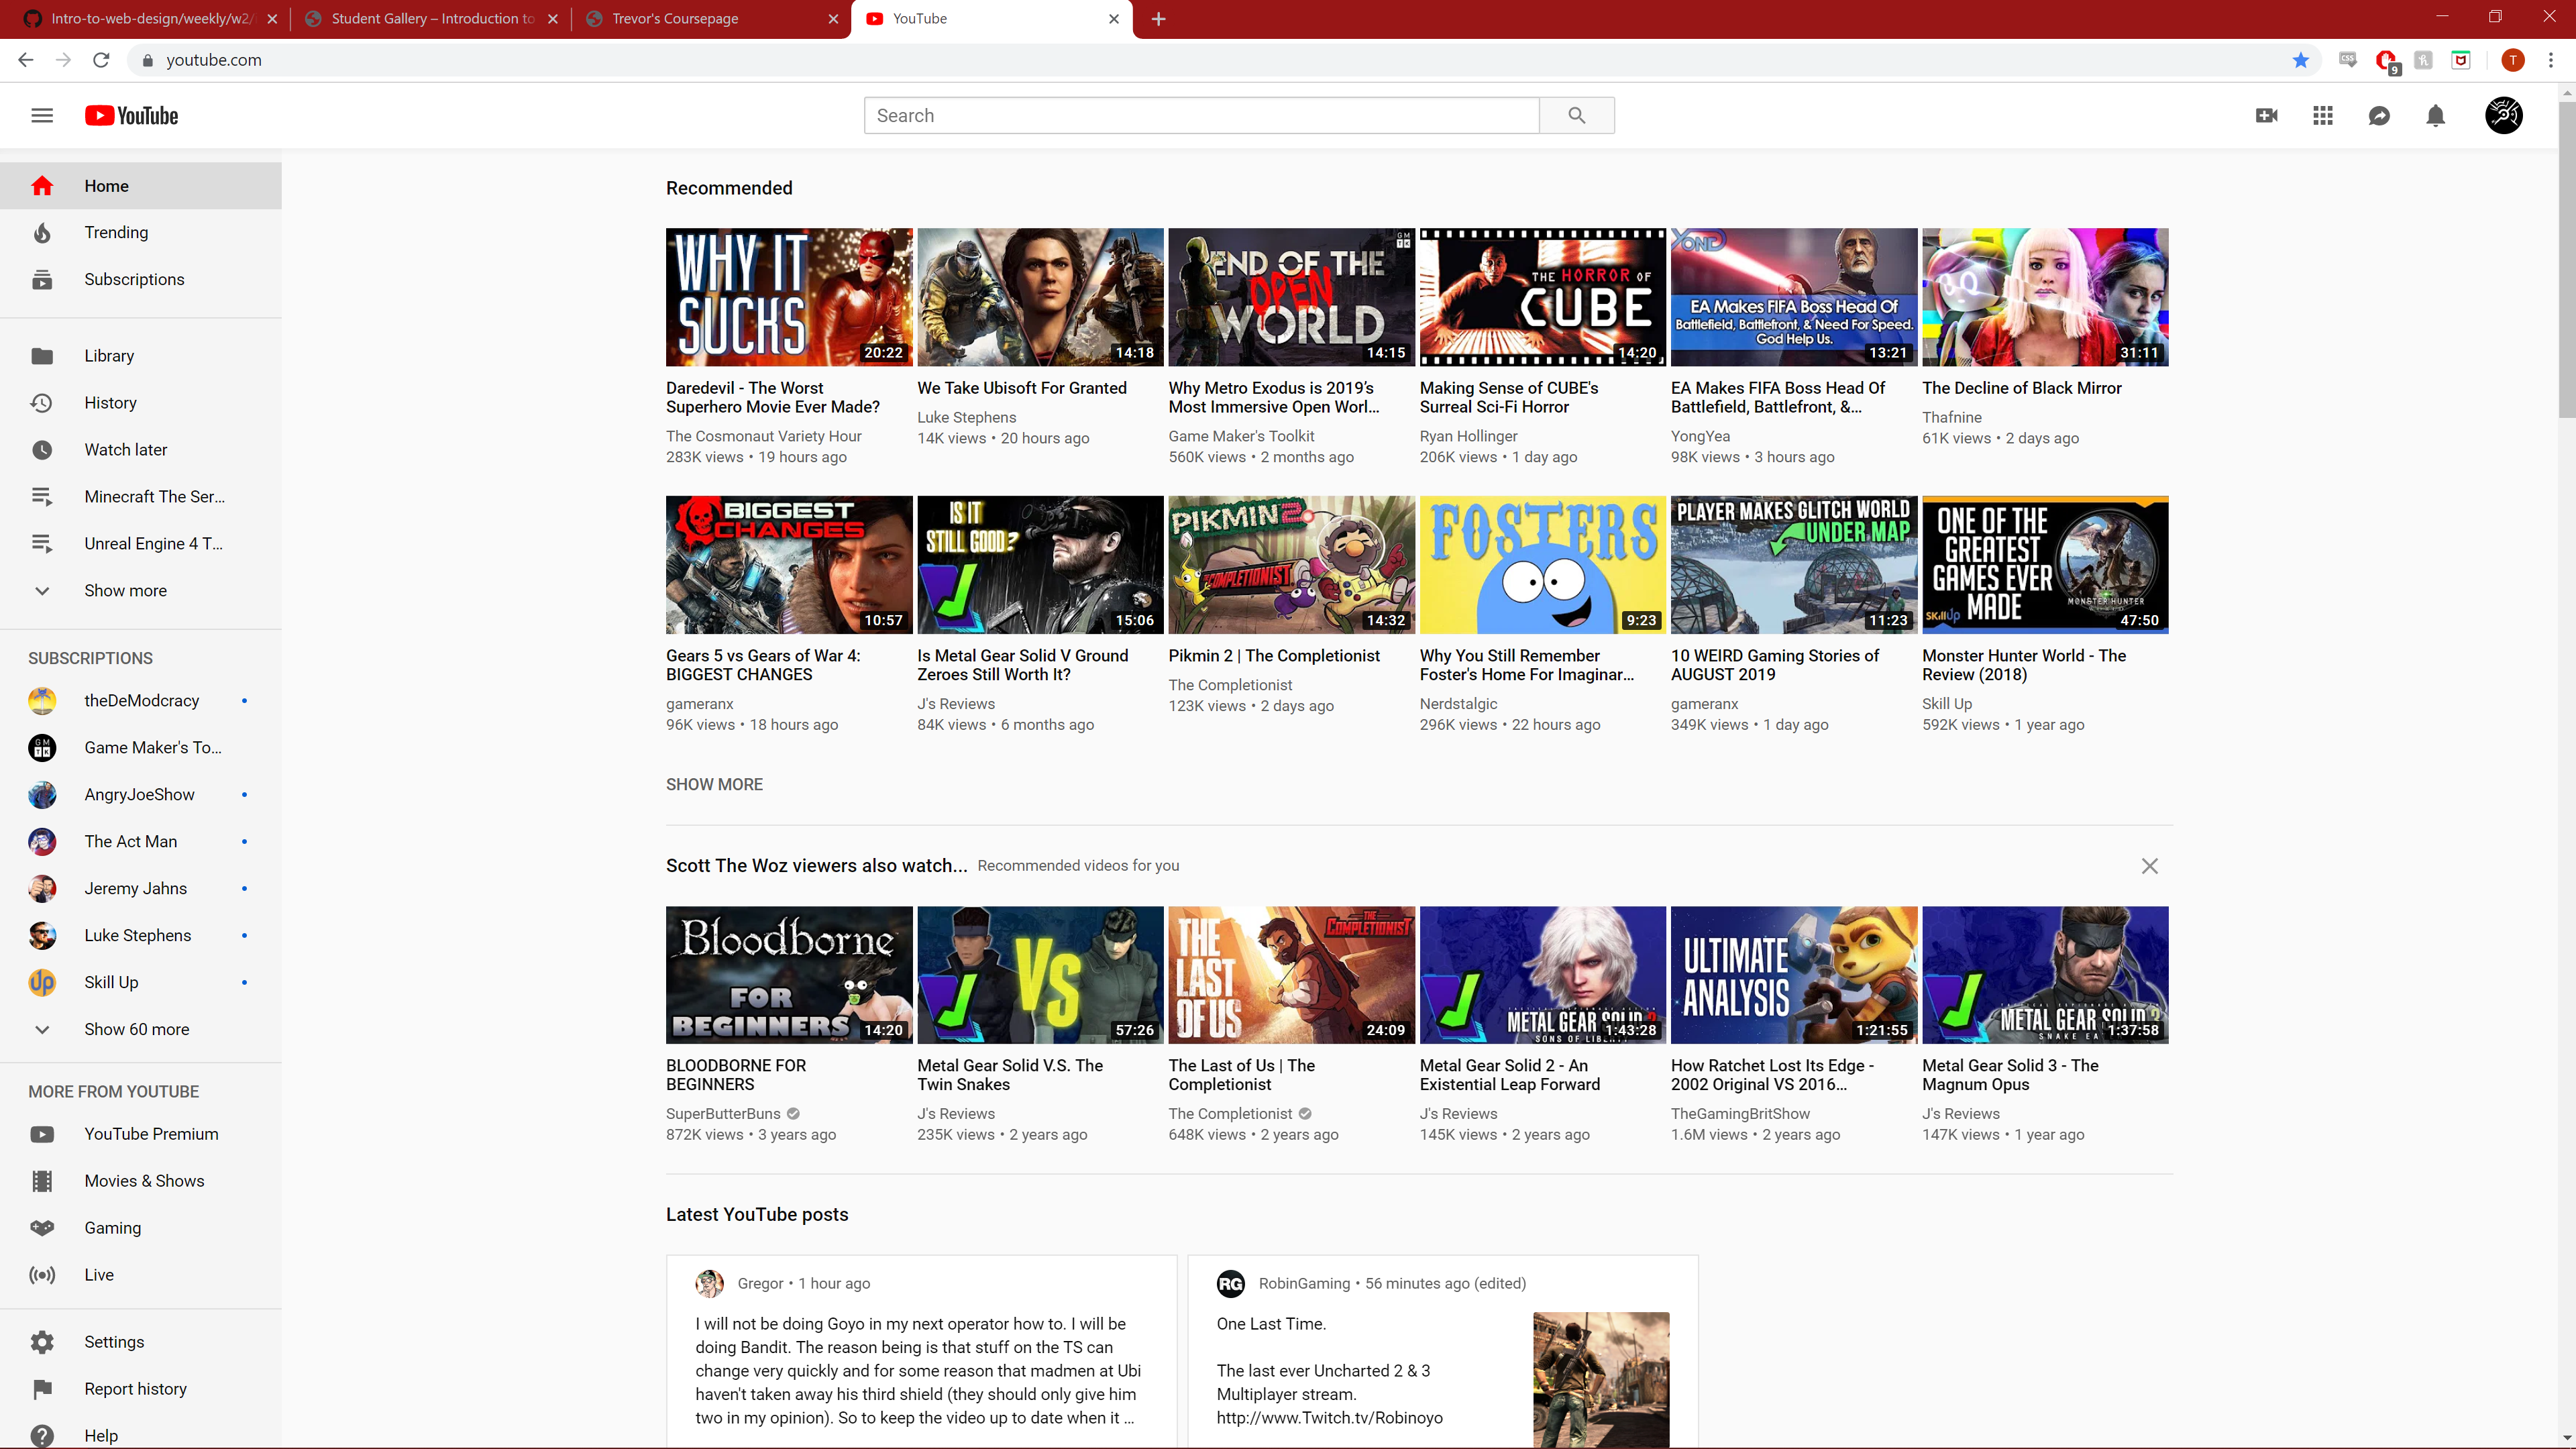 Intro-to-web-design/weekly/w2/
Student Gallery – Introduction to
Trevor's Coursepage
YouTube
youtube.com
9
T
YouTube
Search
Home
Trending
Subscriptions
Library
History
Watch later
Minecraft The Ser...
Unreal Engine 4 T...
Show more
SUBSCRIPTIONS
theDeModcracy
Game Maker's To...
AngryJoeShow
The Act Man
Jeremy Jahns
Luke Stephens
Skill Up
Show 60 more
MORE FROM YOUTUBE
YouTube Premium
Movies & Shows
Gaming
Live
Settings
Report history
Help
Recommended
WHY IT
SUCKS
20:22
Daredevil - The Worst
Superhero Movie Ever Made?
The Cosmonaut Variety Hour
283K views • 19 hours ago
14:18
We Take Ubisoft For Granted
Luke Stephens
14K views • 20 hours ago
GM
TK
END OF THE
OPEN
WORLD
14:15
Why Metro Exodus is 2019's
Most Immersive Open Worl...
Game Maker's Toolkit
560K views • 2 months ago
THE HORROR OF
CUBE
14:20
Making Sense of CUBE's
Surreal Sci-Fi Horror
Ryan Hollinger
206K views • 1 day ago
YOND
EA Makes FIFA Boss Head Of
Battlefield, Battlefront, & Need For Speed.
God Help Us.
13:21
EA Makes FIFA Boss Head Of
Battlefield, Battlefront, &...
YongYea
98K views • 3 hours ago
31:11
The Decline of Black Mirror
Thafnine
61K views • 2 days ago
BIGGEST
CHANGES
10:57
Gears 5 vs Gears of War 4:
BIGGEST CHANGES
gameranx
96K views • 18 hours ago
IS IT
STILL GOOD?
15:06
Is Metal Gear Solid V Ground
Zeroes Still Worth It?
J's Reviews
84K views • 6 months ago
PIKMIN 2
THE COMPLETIONIST
14:32
Pikmin 2 | The Completionist
The Completionist
123K views • 2 days ago
FOSTERS
9:23
Why You Still Remember
Foster's Home For Imaginar...
Nerdstalgic
296K views • 22 hours ago
PLAYER MAKES GLITCH WORLD
UNDER MAP
11:23
10 WEIRD Gaming Stories of
AUGUST 2019
gameranx
349K views • 1 day ago
ONE OF THE
GREATEST
GAMES EVER
MADE
MONSTER HUNTER
SkillUp
47:50
Monster Hunter World - The
Review (2018)
Skill Up
592K views • 1 year ago
SHOW MORE
Scott The Woz viewers also watch... Recommended videos for you
Bloodborne
FOR
BEGINNERS
14:20
BLOODBORNE FOR
BEGINNERS
SuperButterBuns
872K views • 3 years ago
VS
57:26
Metal Gear Solid V.S. The
Twin Snakes
J's Reviews
235K views • 2 years ago
THE
LAST
OF US
THE
COMPLETIONIST
24:09
The Last of Us | The
Completionist
The Completionist
648K views • 2 years ago
METAL GEAR SOLID 2
SONS OF LIBERTY
1:43:28
Metal Gear Solid 2 - An
Existential Leap Forward
J's Reviews
145K views • 2 years ago
ULTIMATE
ANALYSIS
1:21:55
How Ratchet Lost Its Edge -
2002 Original VS 2016...
TheGamingBritShow
1.6M views • 2 years ago
METAL GEAR SOLID 3
SNAKE EA
1:37:58
Metal Gear Solid 3 - The
Magnum Opus
J's Reviews
147K views • 1 year ago
Latest YouTube posts
Gregor • 1 hour ago
I will not be doing Goyo in my next operator how to. I will be
doing Bandit. The reason being is that stuff on the TS can
change very quickly and for some reason that madmen at Ubi
haven't taken away his third shield (they should only give him
two in my opinion). So to keep the video up to date when it ...
RG
RobinGaming • 56 minutes ago (edited)
One Last Time.
The last ever Uncharted 2 & 3
Multiplayer stream.
http://www.Twitch.tv/Robinoyo